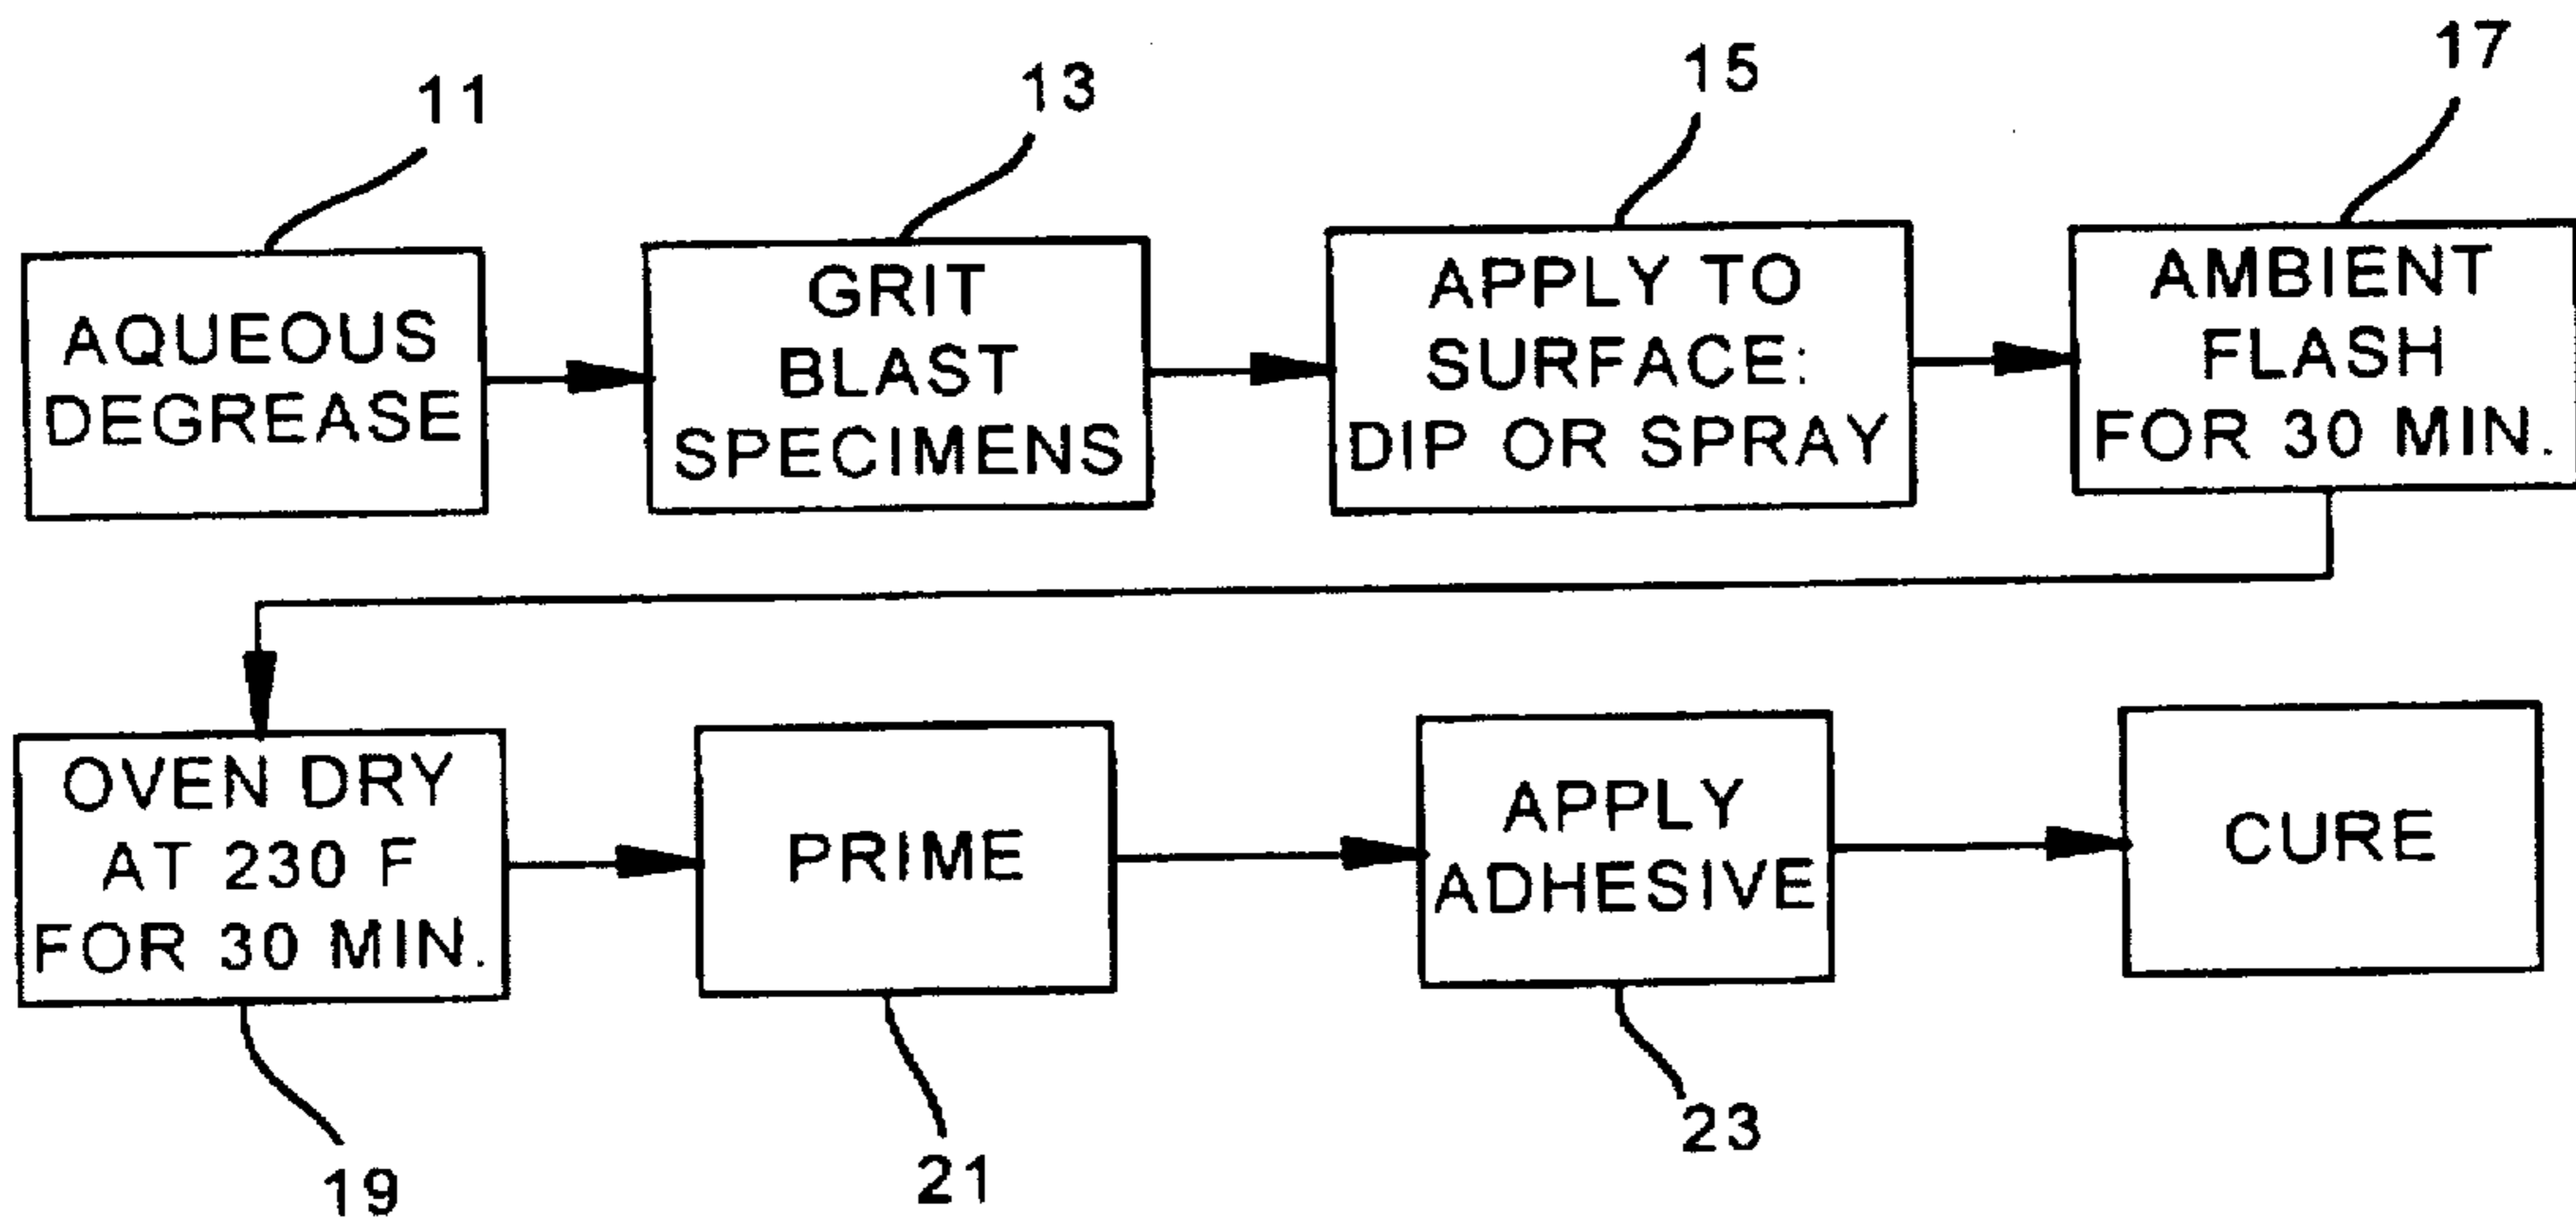 11
13
15
17
AQUEOUS
DEGREASE
GRIT
BLAST
SPECIMENS
APPLY TO
SURFACE:
DIP OR SPRAY
AMBIENT
FLASH
FOR 30 MIN.
OVEN DRY
AT 230 F
FOR 30 MIN.
PRIME
APPLY
ADHESIVE
CURE
19
21
23